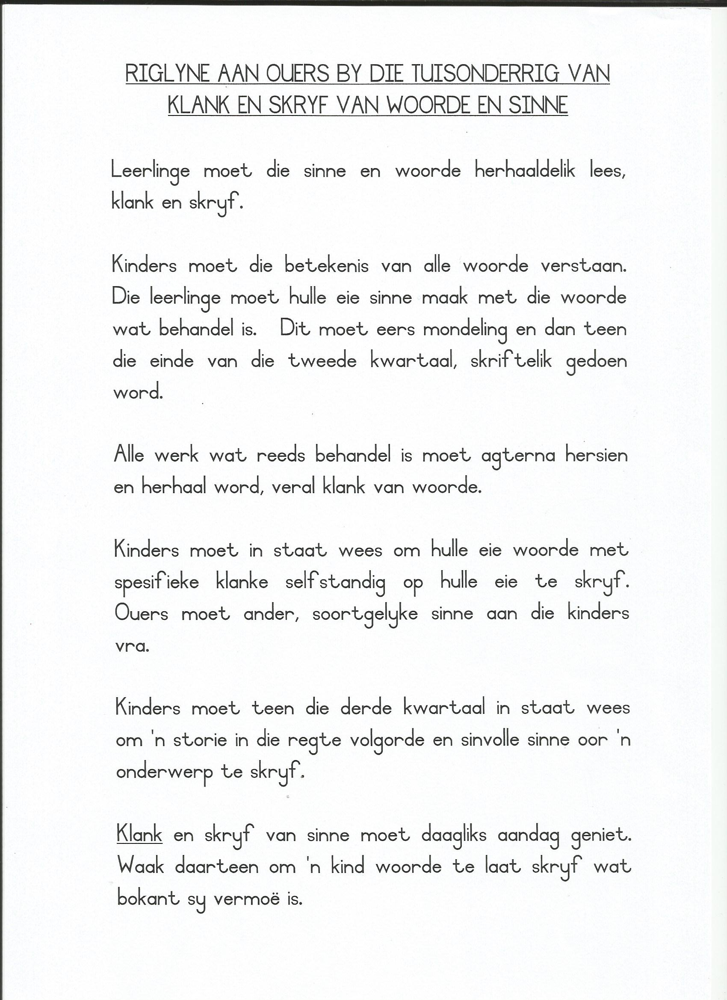 RIGLYNE AAN OUERS BY DIE TUISONDERRIG VAN
KLANK EN SKRYF VAN WOORDE EN SINNE
Leerlinge moet die sinne en woorde herhaaldelik lees,
klank en skryf.
Kinders moet die betekenis van alle woorde verstaan.
Die leerlinge moet hulle eie sinne maak met die woorde
wat behandel is. Dit moet eers mondeling en dan teen
die einde van die tweede kwartaal, skriftelik gedoen
word.
Alle werk wat reeds behandel is moet agterna hersien
en herhaal word, veral klank van woorde.
Kinders moet in staat wees om hulle eie woorde met
spesifieke klanke selfstandig op hulle eie te skryf.
Ouers moet ander, soortgelyke sinne aan die kinders
vra.
Kinders moet teen die derde kwartaal in staat wees
om 'n storie in die regte volgorde en sinvolle sinne oor 'n
onderwerp te skryf.
Klank en skryf van sinne moet daagliks aandag geniet.
Waak daarteen om 'n kind woorde te laat skryf wat
bokant sy vermoë is.